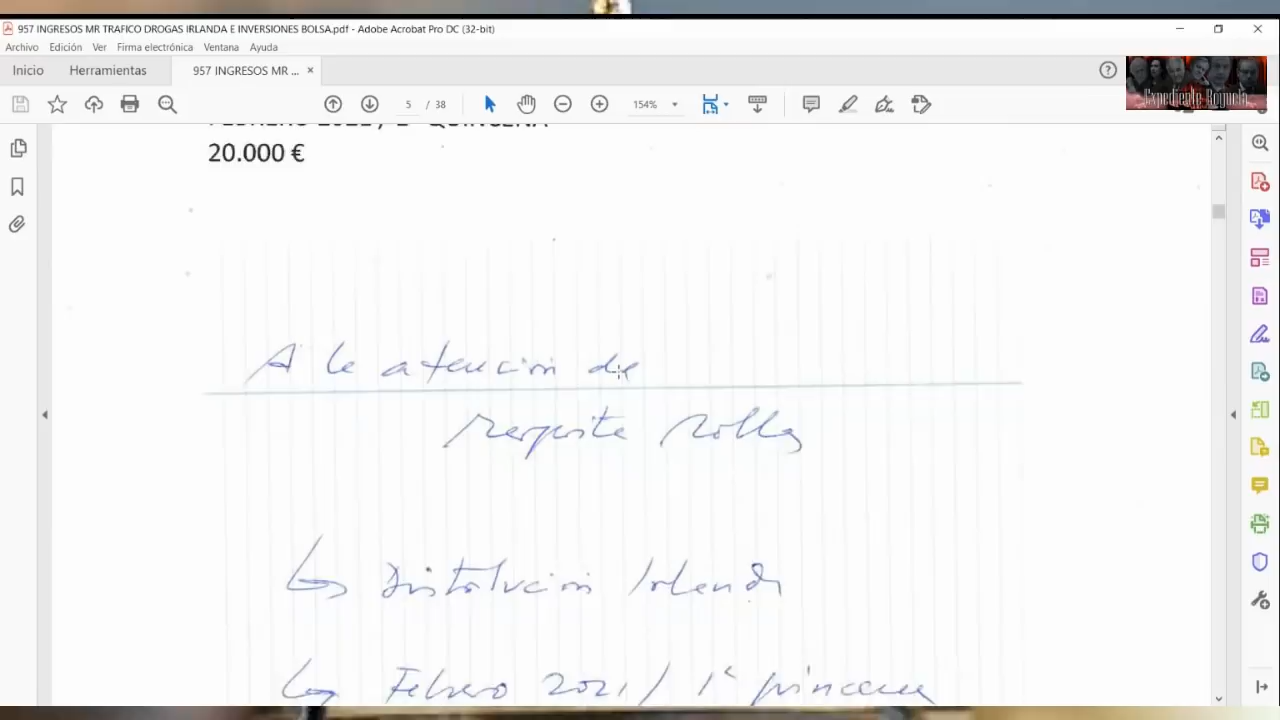 957 INGRESOS MR TRAFICO DROGAS IRLANDA E INVERSIONES BOLSA.pdf - Adobe Acrobat Pro DC (32-bit)
Archivo Edición Ver Firma electrónica Ventana Ayuda
Inicio Herramientas 957 INGRESOS MR ... ×
5 / 38 154%
Expediente Royuela
20.000 €
A la atención de
Margarita Robles
Distribución Irlanda
Febrero 2021 / 1ª quincena